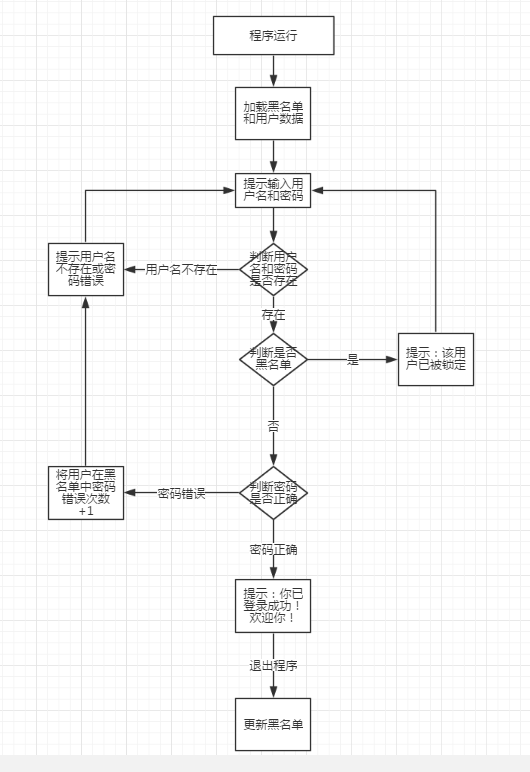 程序运行
加载黑名单
和用户数据
提示输入用
户名和密码
提示用户名
不存在或密
码错误
用户名不存在
判断用户
名和密码
是否存在
存在
判断是否
黑名单
是
提示：该用
户已被锁定
否
将用户在黑
名单中密码
错误次数
+1
密码错误
判断密码
是否正确
密码正确
提示：你已
登录成功！
欢迎你！
退出程序
更新黑名单